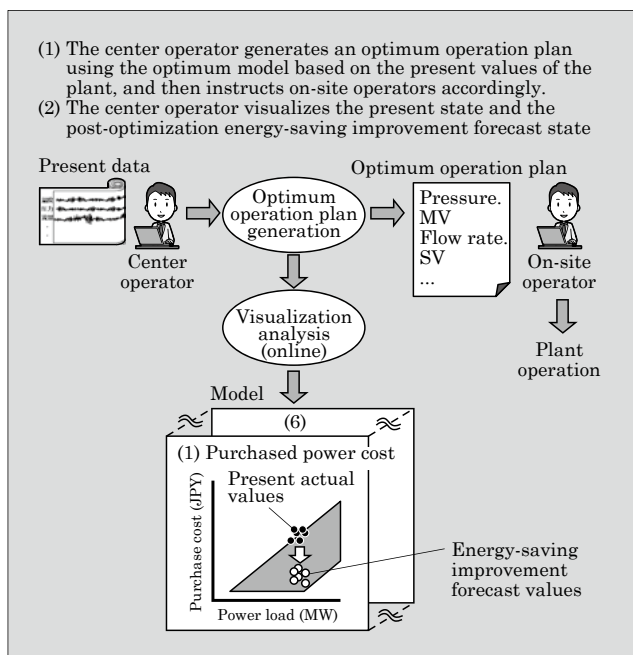 (1) The center operator generates an optimum operation plan
using the optimum model based on the present values of the
plant, and then instructs on-site operators accordingly.
(2) The center operator visualizes the present state and the
post-optimization energy-saving improvement forecast state
Present data
Optimum operation plan
Center
operator
Optimum
operation plan
generation
Pressure.
MV
Flow rate.
SV
...
On-site
operator
Visualization
analysis
(online)
Plant
operation
Model
(6)
(1) Purchased power cost
Present actual
values
Purchase cost (JPY)
Power load (MW)
Energy-saving
improvement
forecast values